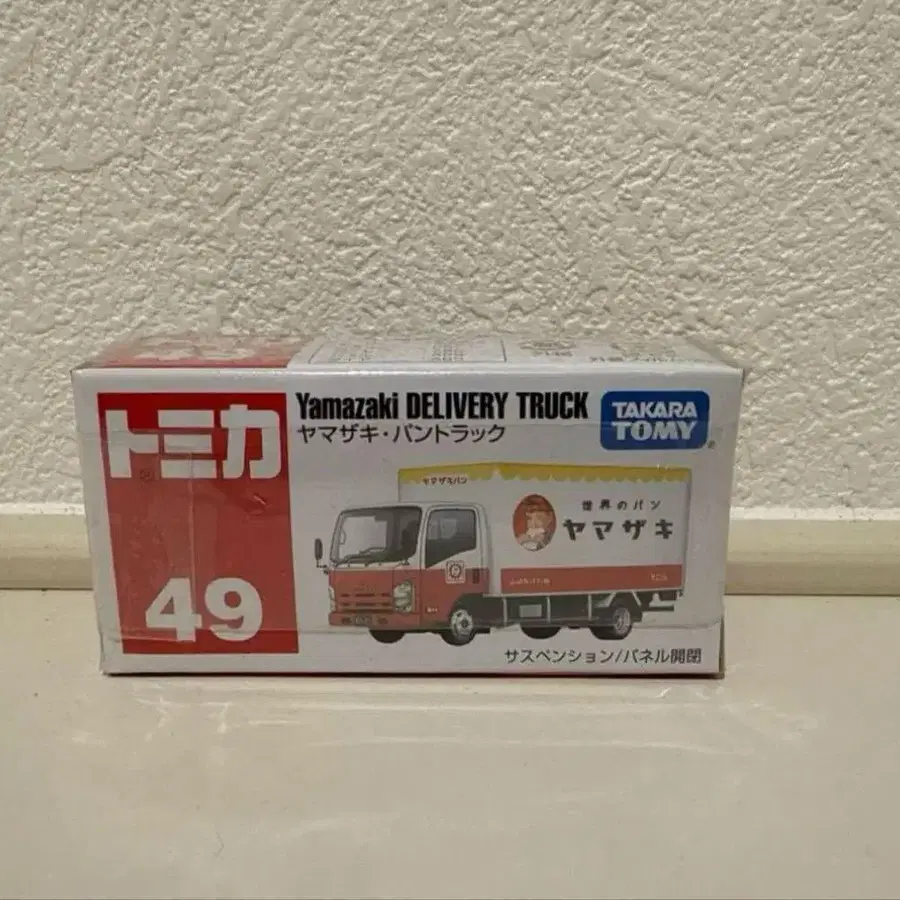 トミカ
49
Yamazaki DELIVERY TRUCK
ヤマザキ・パントラック
TAKARA
TOMY
ヤマザキパン
世界のパン
ヤマザキ
サスペンション/パネル開閉